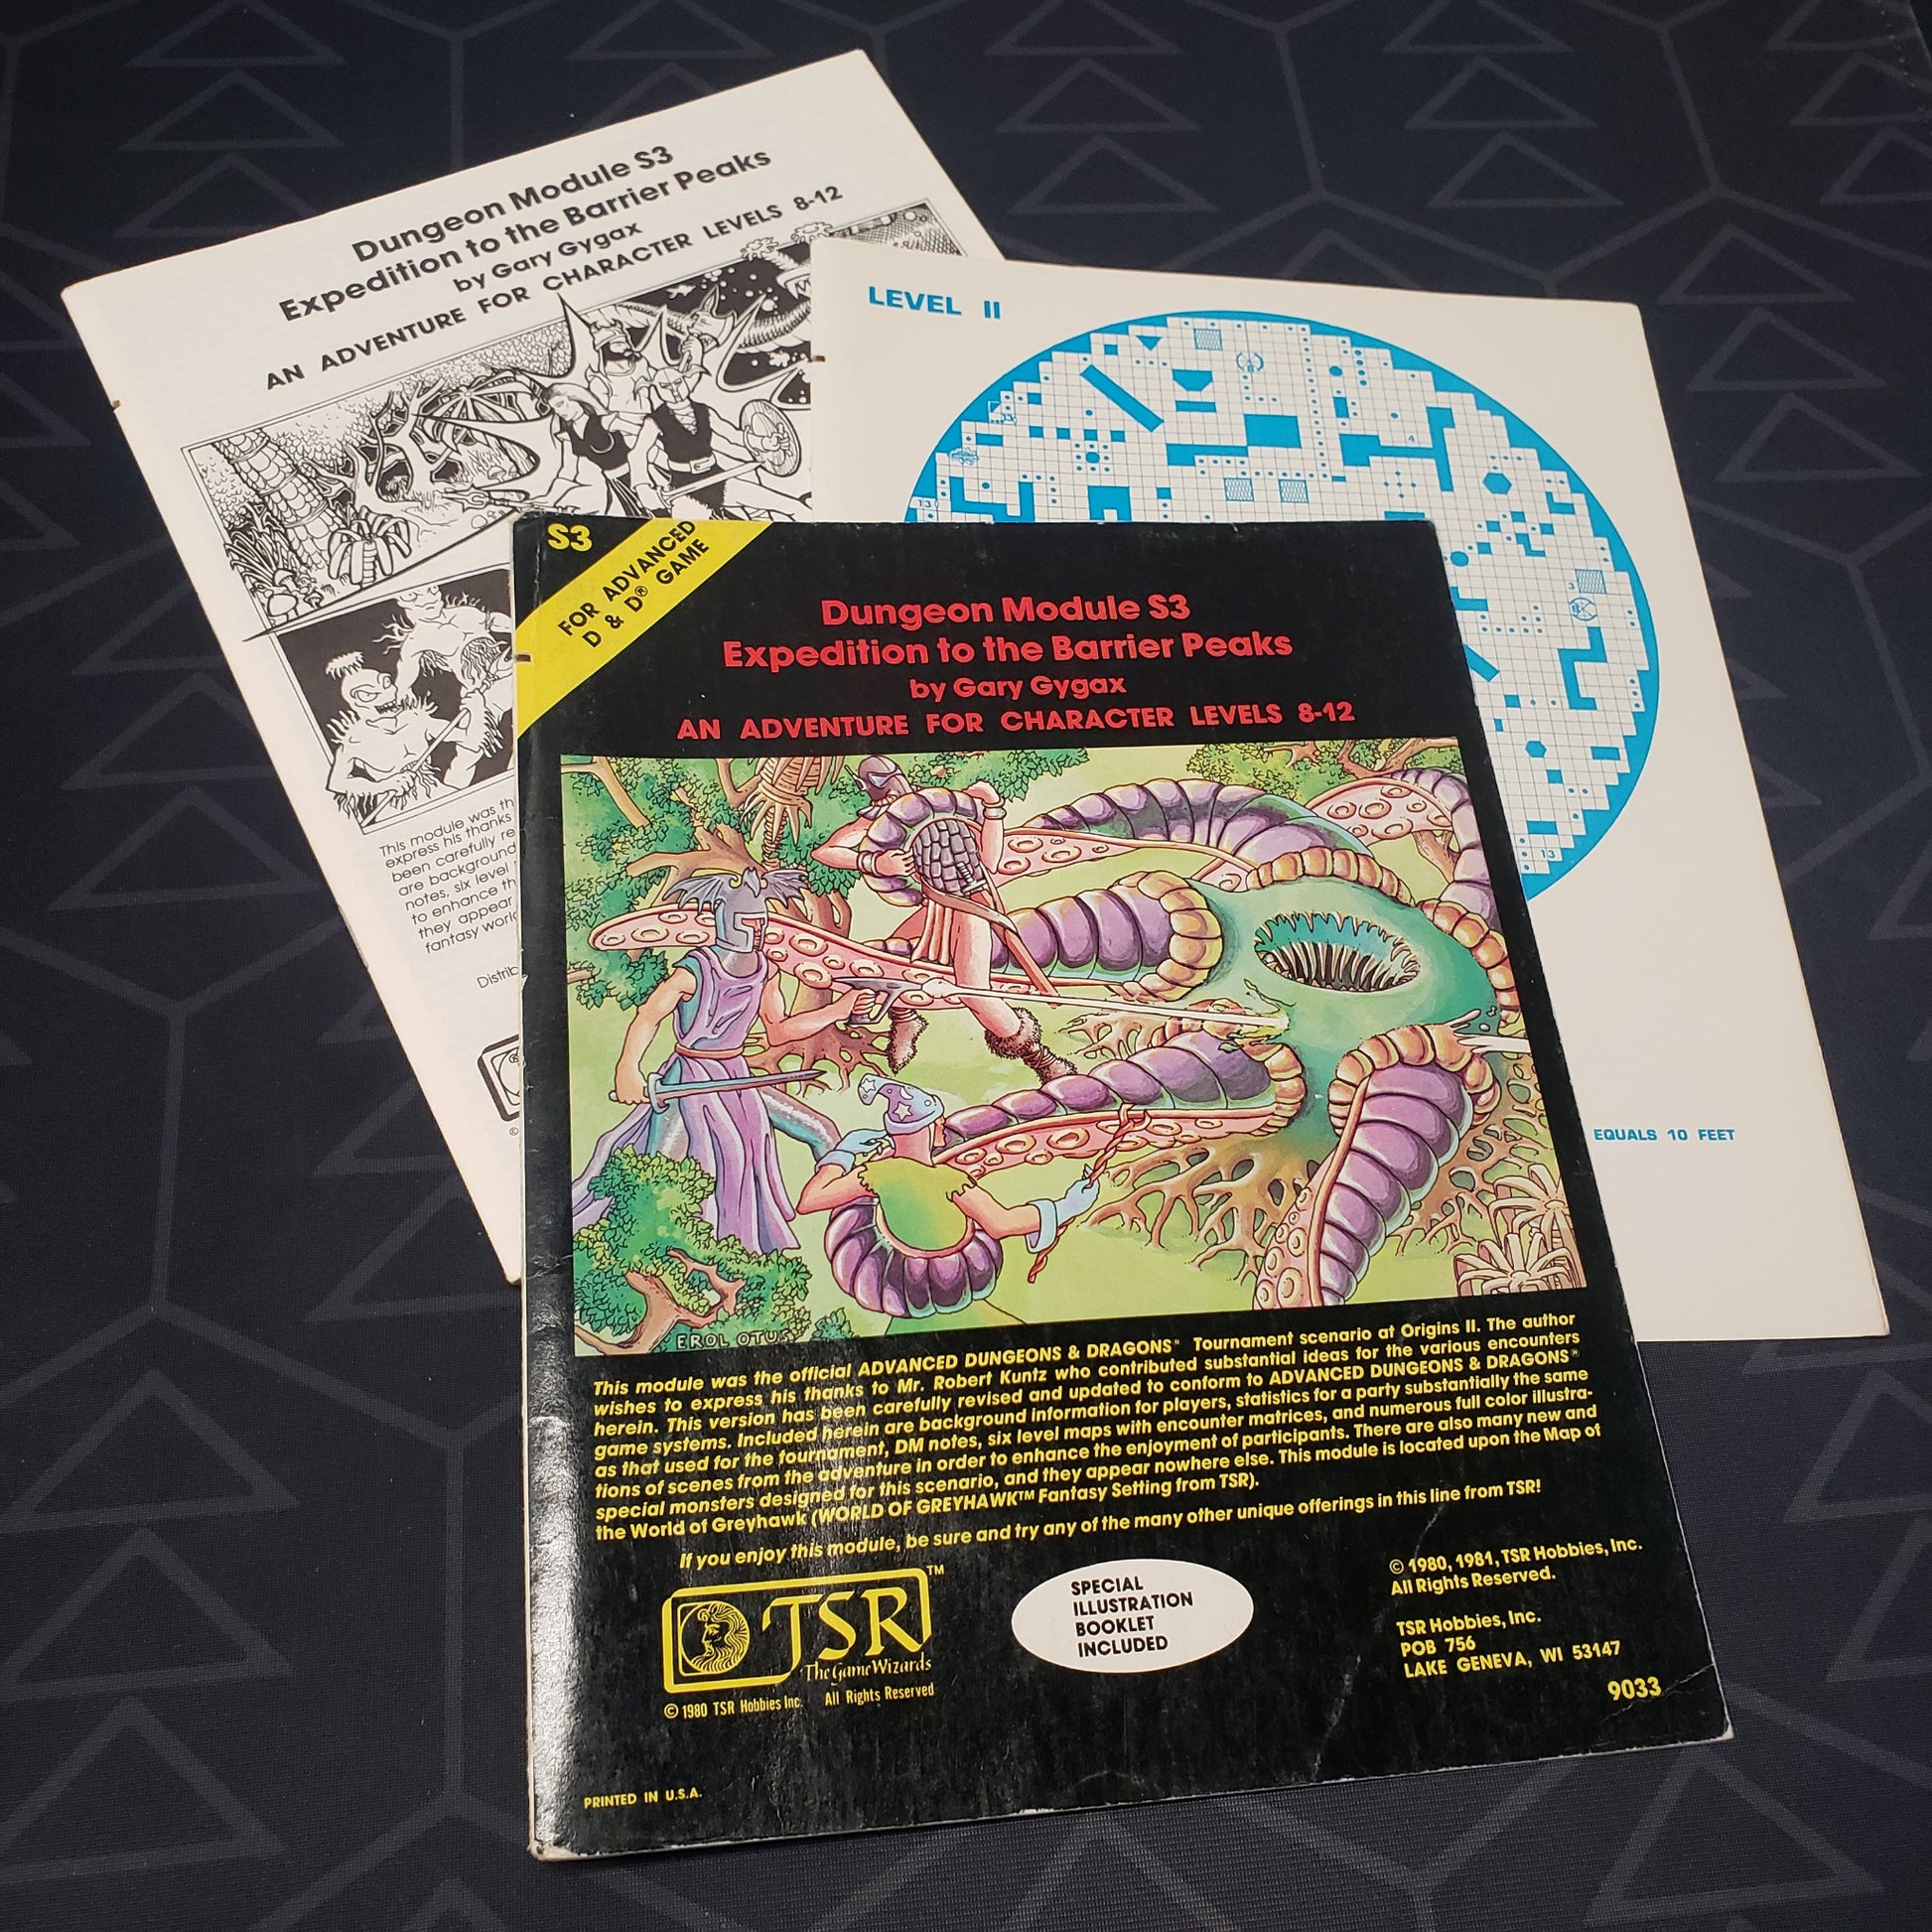 Dungeon Module S3
Expedition to the Barrier Peaks
by Gary Gygax
AN ADVENTURE FOR CHARACTER LEVELS 8-12
This module was th
express his thanks
been carefully re
are background
notes, six level
to enhance th
they appear
fantasy worl
Distrib
©
LEVEL II
13
4
3
13
EQUALS 10 FEET
S3
FOR ADVANCED
D & D® GAME
Dungeon Module S3
Expedition to the Barrier Peaks
by Gary Gygax
AN ADVENTURE FOR CHARACTER LEVELS 8-12
EROL OTUS
This module was the official ADVANCED DUNGEONS & DRAGONS® Tournament scenario at Origins II. The author
wishes to express his thanks to Mr. Robert Kuntz who contributed substantial ideas for the various encounters
herein. This version has been carefully revised and updated to conform to ADVANCED DUNGEONS & DRAGONS®
game systems. Included herein are background information for players, statistics for a party substantially the same
as that used for the tournament, DM notes, six level maps with encounter matrices, and numerous full color illustra-
tions of scenes from the adventure in order to enhance the enjoyment of participants. There are also many new and
special monsters designed for this scenario, and they appear nowhere else. This module is located upon the Map of
the World of Greyhawk (WORLD OF GREYHAWK™ Fantasy Setting from TSR).
If you enjoy this module, be sure and try any of the many other unique offerings in this line from TSR!
TSR™
The Game Wizards
© 1980 TSR Hobbies Inc. All Rights Reserved
SPECIAL
ILLUSTRATION
BOOKLET
INCLUDED
© 1980, 1981, TSR Hobbies, Inc.
All Rights Reserved.
TSR Hobbies, Inc.
POB 756
LAKE GENEVA, WI 53147
9033
PRINTED IN U.S.A.